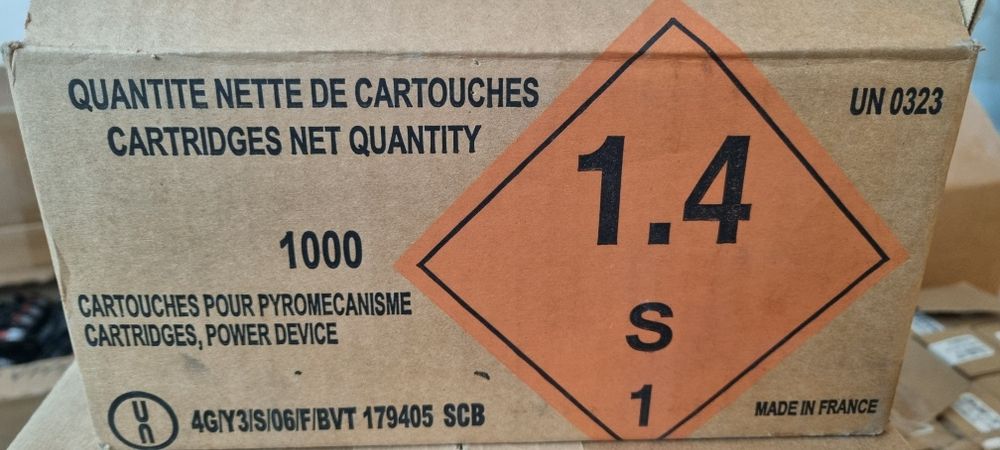 QUANTITE NETTE DE CARTOUCHES
CARTRIDGES NET QUANTITY
1000
CARTOUCHES POUR PYROMECANISME
CARTRIDGES, POWER DEVICE
un
4G/Y3/S/06/F/BVT 179405 SCB
1.4
S
1
UN 0323
MADE IN FRANCE